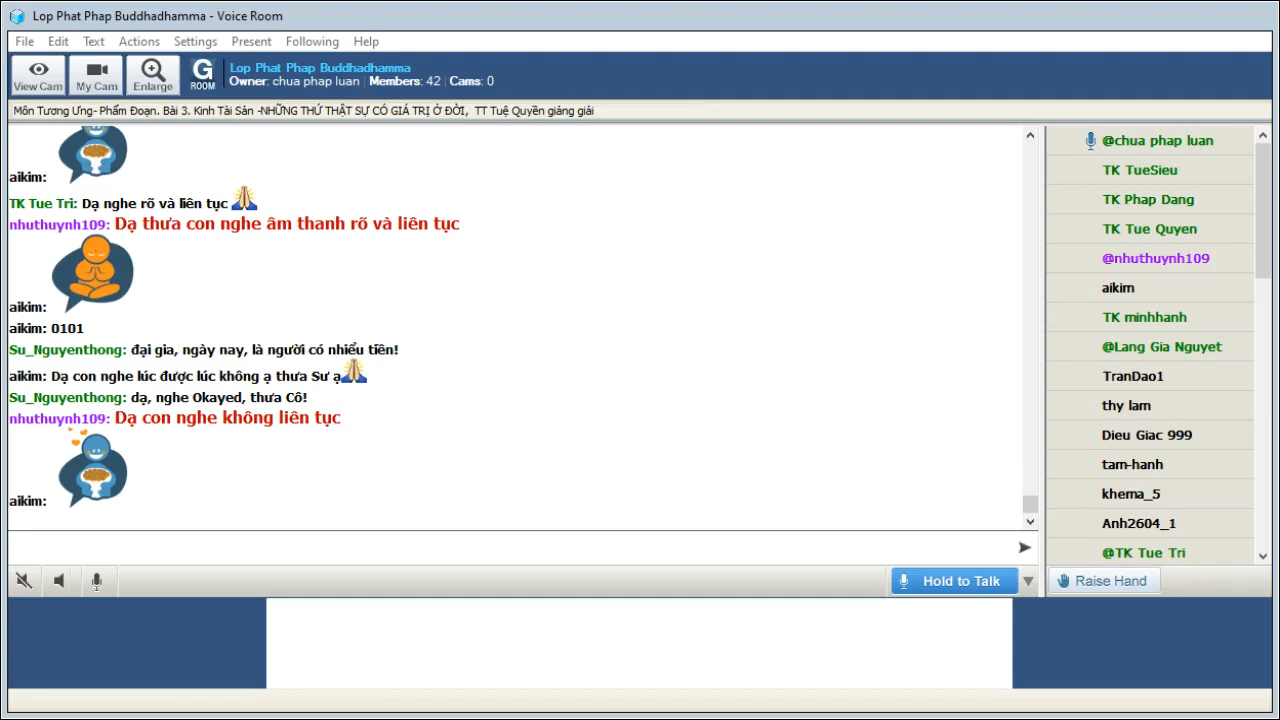 Lop Phat Phap Buddhadhamma - Voice Room
File Edit Text Actions Settings Present Following Help
View Cam
My Cam
Enlarge
G ROOM
Lop Phat Phap Buddhadhamma
Owner: chua phap luan Members: 42 Cams: 0
Môn Tương Ưng- Phẩm Đoạn. Bài 3. Kinh Tài Sản -NHỮNG THỨ THẬT SỰ CÓ GIÁ TRỊ Ở ĐỜI, TT Tuệ Quyền giảng giải
aikim:
TK Tue Tri: Dạ nghe rõ và liên tục
nhuthuynh109: Dạ thưa con nghe âm thanh rõ và liên tục
aikim:
aikim: 0101
Su_Nguyenthong: đại gia, ngày nay, là người có nhiểu tiền!
aikim: Dạ con nghe lúc được lúc không ạ thưa Sư ạ
Su_Nguyenthong: dạ, nghe Okayed, thưa Cô!
nhuthuynh109: Dạ con nghe không liên tục
aikim:
@chua phap luan
TK TueSieu
TK Phap Dang
TK Tue Quyen
@nhuthuynh109
aikim
TK minhhanh
@Lang Gia Nguyet
TranDao1
thy lam
Dieu Giac 999
tam-hanh
khema_5
Anh2604_1
@TK Tue Tri
Hold to Talk
Raise Hand